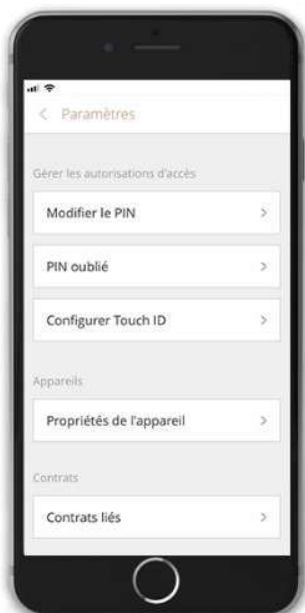 Paramètres
Gérer les autorisations d'accès
Modifier le PIN
PIN oublié
Configurer Touch ID
Appareils
Propriétés de l'appareil
Contrats
Contrats liés